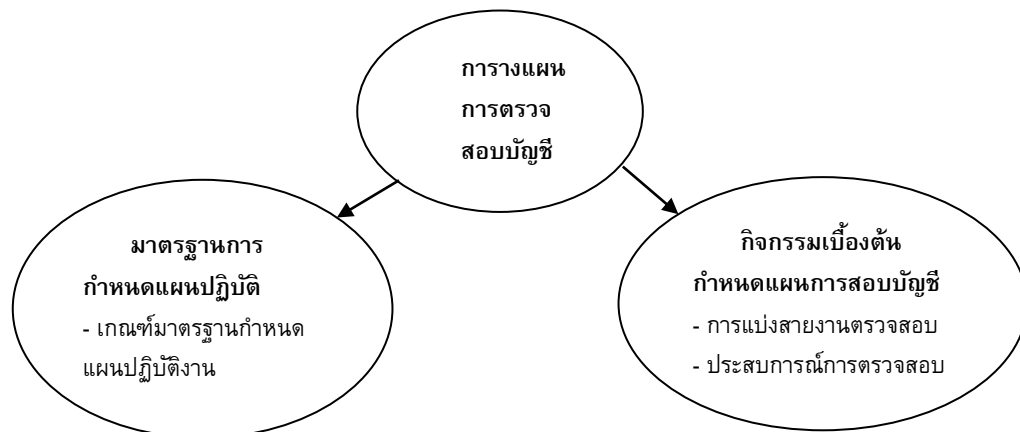 การางแผน
การตรวจ
สอบบัญชี
มาตรฐานการ
กำหนดแผนปฏิบัติ
- เกณฑ์มาตรฐานกำหนด
แผนปฏิบัติงาน
กิจกรรมเบื้องต้น
กำหนดแผนการสอบบัญชี
- การแบ่งสายงานตรวจสอบ
- ประสบการณ์การตรวจสอบ